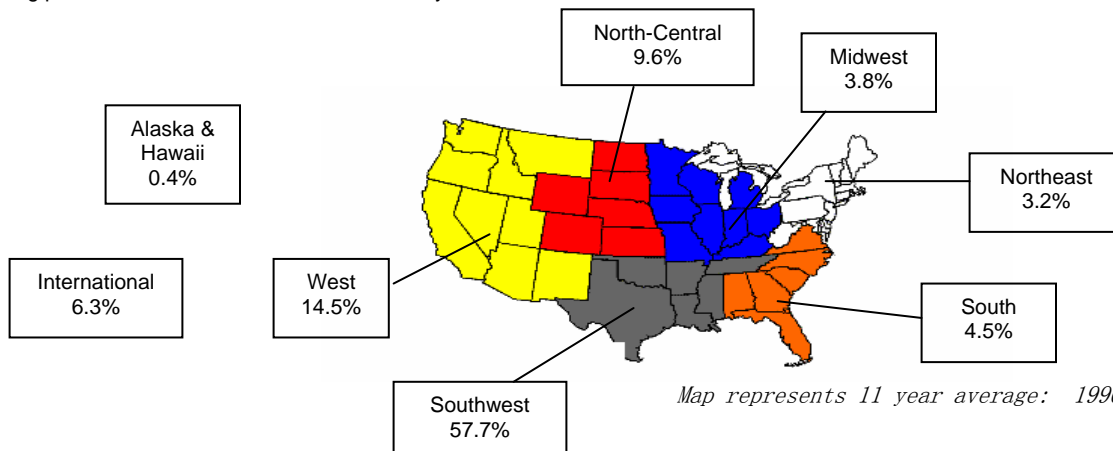 North-Central
9.6%
Midwest
3.8%
Alaska &
Hawaii
0.4%
Northeast
3.2%
International
6.3%
West
14.5%
South
4.5%
Southwest
57.7%
Map represents 11 year average: